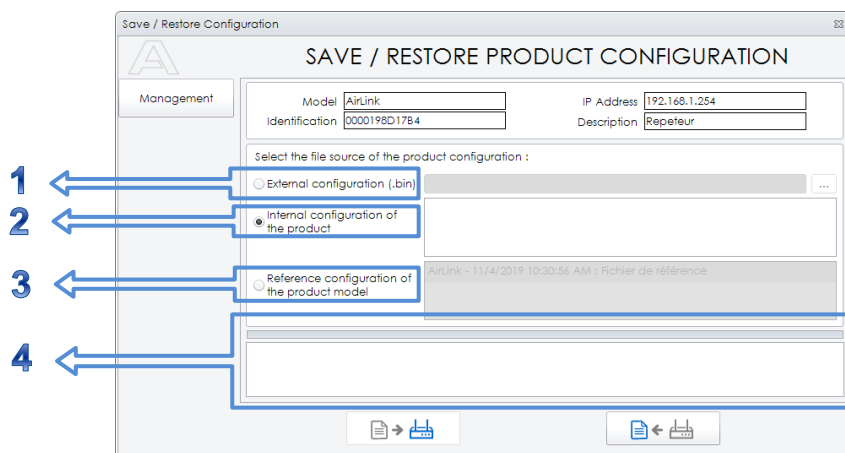 Save / Restore Configuration
SAVE / RESTORE PRODUCT CONFIGURATION
Management
Model AirLink
IP Address 192.168.1.254
Identification 0000198D17B4
Description Repeteur
Select the file source of the product configuration :
1
External configuration (.bin)
...
2
Internal configuration of
the product
3
Reference configuration of
the product model
AirLink - 11/4/2019 10:30:56 AM : Fichier de référence
4